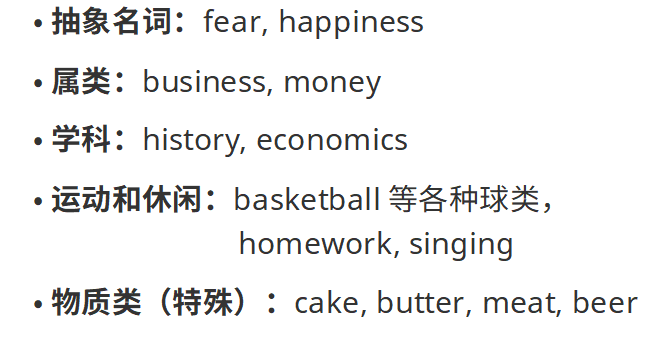 • 抽象名词：fear, happiness
• 属类：business, money
• 学科：history, economics
• 运动和休闲：basketball 等各种球类，
homework, singing
• 物质类（特殊）：cake, butter, meat, beer